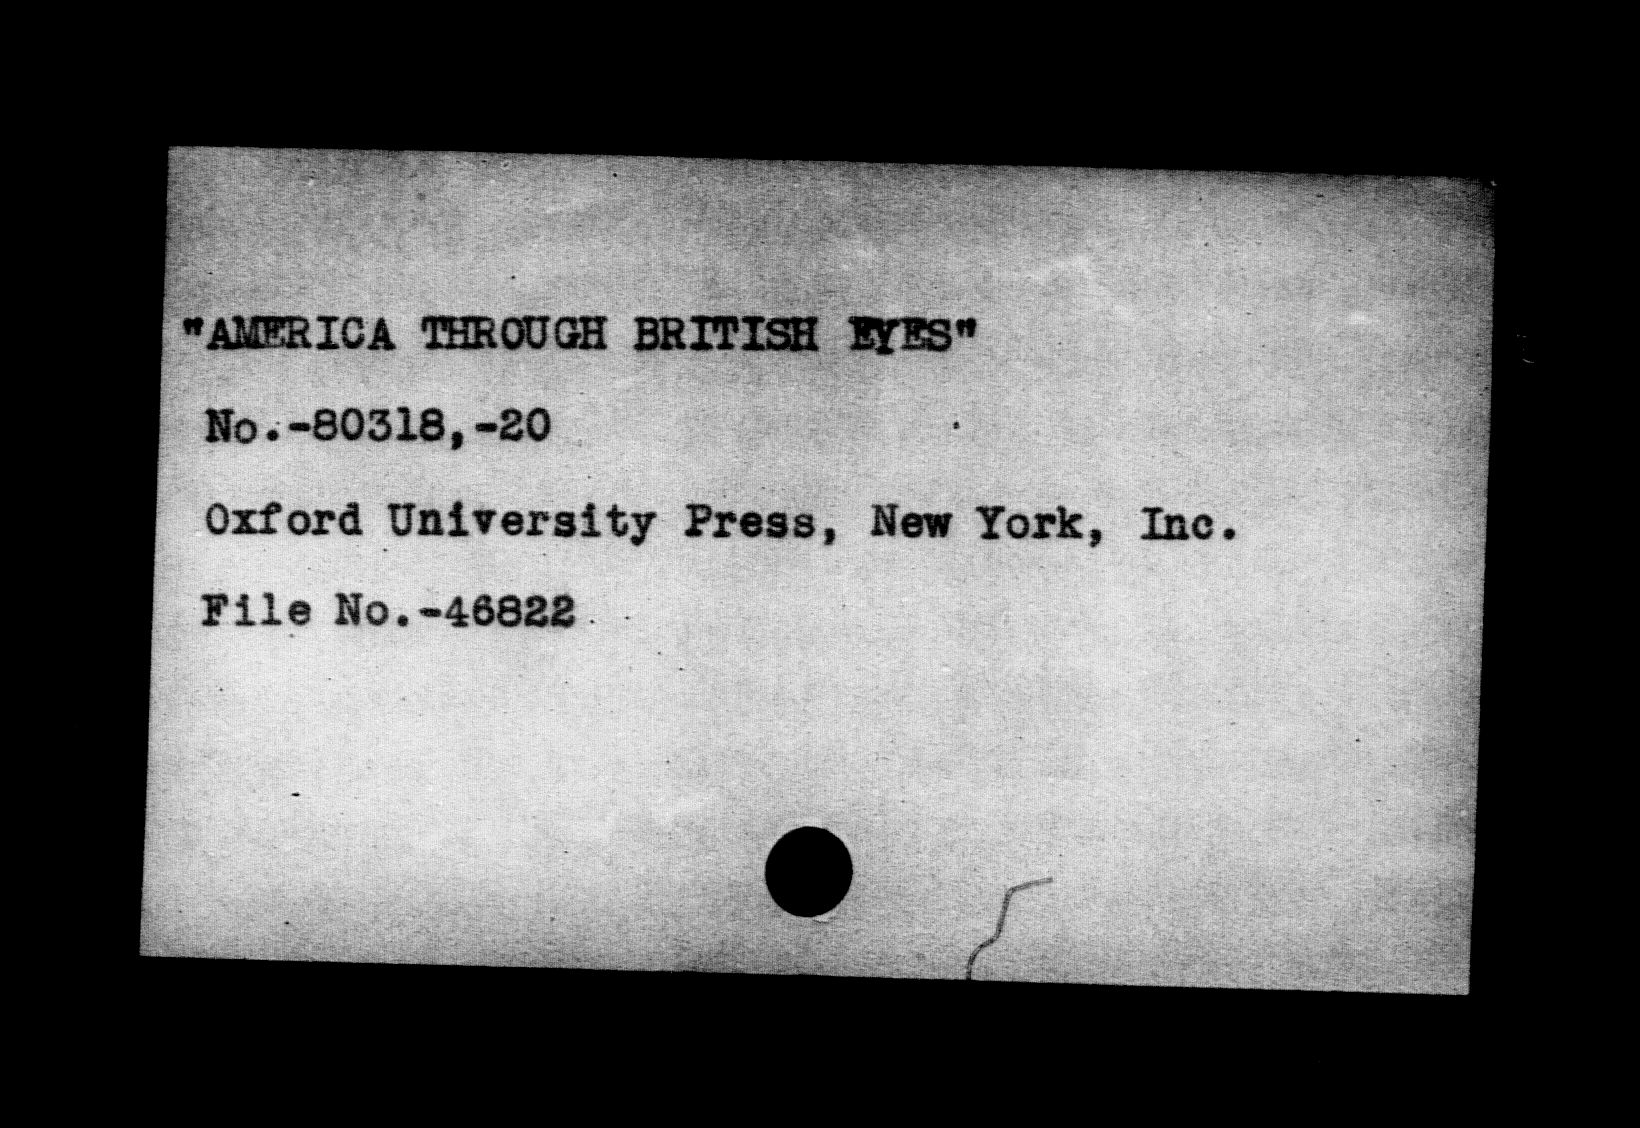 "AMERICA THROUGH BRITISH EYES"
No.-80318,-20
Oxford University Press, New York, Inc.
File No.-46822